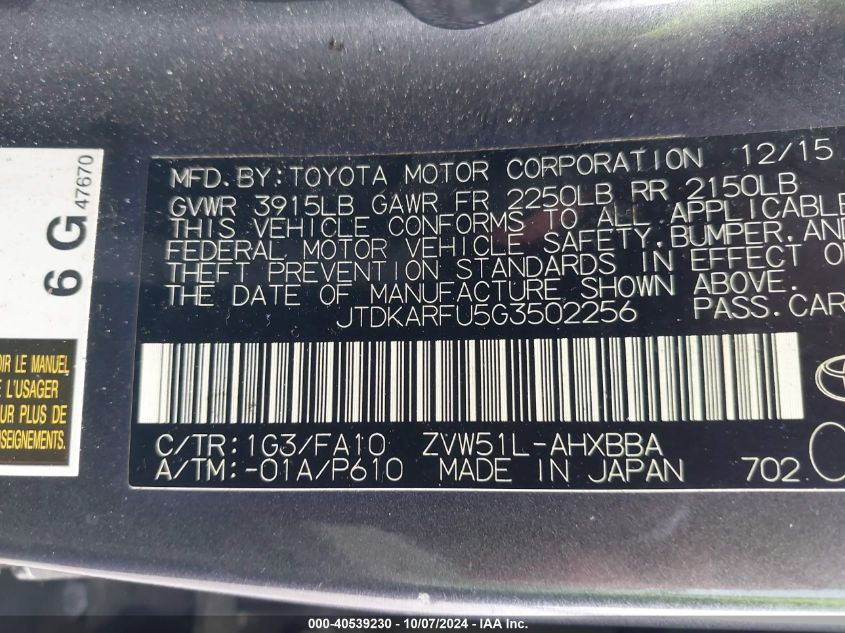 MFD. BY: TOYOTA MOTOR CORPORATION 12/15
GVWR 3915LB GAWR FR 2250LB RR 2150LB
THIS VEHICLE CONFORMS TO ALL APPLICABLE
FEDERAL MOTOR VEHICLE SAFETY, BUMPER, AND
THEFT PREVENTION STANDARDS IN EFFECT O
THE DATE OF MANUFACTURE SHOWN ABOVE.
JTDKARFU5G3502256 PASS. CAR
C/TR: 1G3/FA10 ZVW51L-AHXBBA
A/TM: -01A/P610 MADE IN JAPAN 702
6 G
47670
OIR LE MANUEL
E L'USAGER
UR PLUS DE
SEIGNEMENTS.
000-40539230 - 10/07/2024 - IAA Inc.